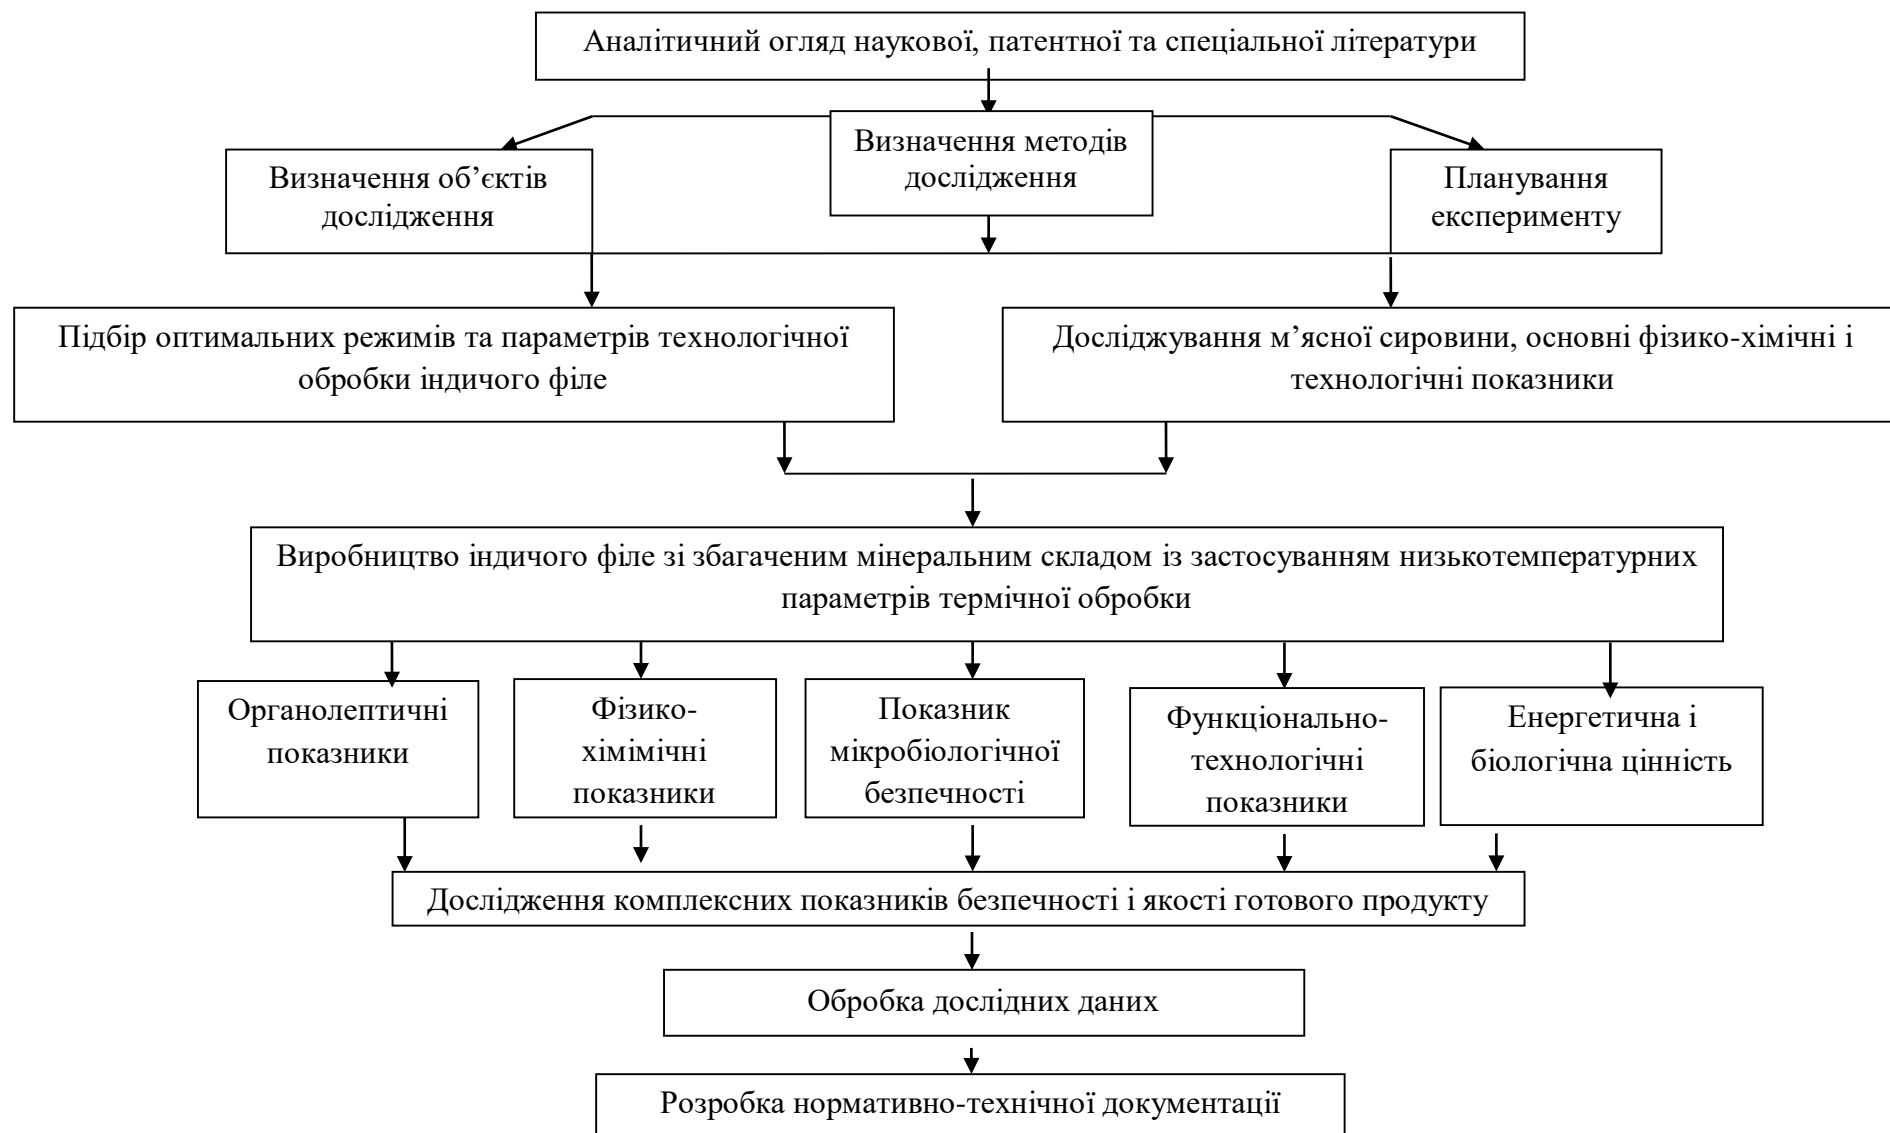 Аналітичний огляд наукової, патентної та спеціальної літератури
Визначення методів
дослідження
Визначення об’єктів
дослідження
Планування
експерименту
Підбір оптимальних режимів та параметрів технологічної
обробки індичого філе
Досліджування м’ясної сировини, основні фізико-хімічні і
технологічні показники
Виробництво індичого філе зі збагаченим мінеральним складом із застосуванням низькотемпературних
параметрів термічної обробки
Органолептичні
показники
Фізико-
хімімічні
показники
Показник
мікробіологічної
безпечності
Функціонально-
технологічні
показники
Енергетична і
біологічна цінність
Дослідження комплексних показників безпечності і якості готового продукту
Обробка дослідних даних
Розробка нормативно-технічної документації